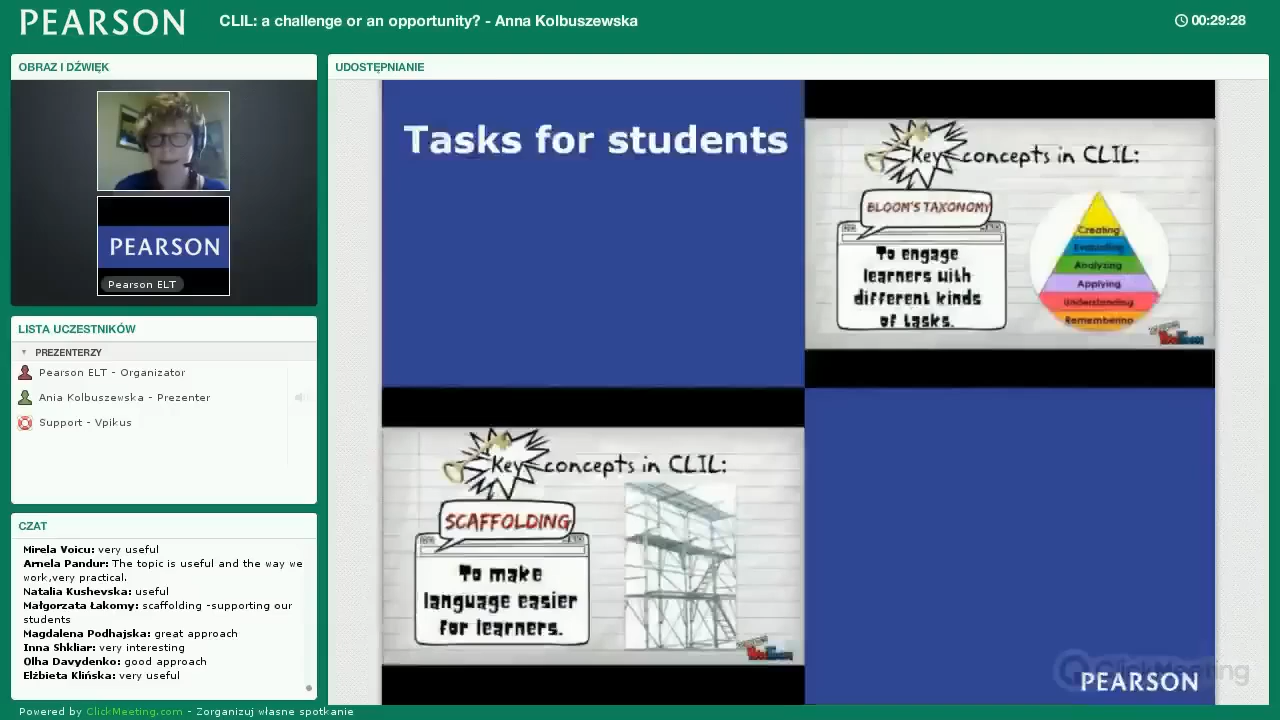 PEARSON
CLIL: a challenge or an opportunity? - Anna Kolbuszewska
00:29:28
OBRAZ I DŹWIĘK
PEARSON
Pearson ELT
LISTA UCZESTNIKÓW
PREZENTERZY
Pearson ELT - Organizator
Ania Kolbuszewska - Prezenter
Support - Vpikus
CZAT
Mirela Voicu: very useful
Arnela Pandur: The topic is useful and the way we
work,very practical.
Natalia Kushevska: useful
Małgorzata Łakomy: scaffolding -supporting our
students
Magdalena Podhajska: great approach
Inna Shkliar: very interesting
Olha Davydenko: good approach
Elżbieta Klińska: very useful
UDOSTĘPNIANIE
Tasks for students
Key concepts in CLIL:
BLOOM'S TAXONOMY
To engage
learners with
different kinds
of tasks.
Creating
Evaluating
Analyzing
Applying
Understanding
Remembering
Key concepts in CLIL:
SCAFFOLDING
To make
language easier
for learners.
ClickMeeting
PEARSON
Powered by ClickMeeting.com - Zorganizuj własne spotkanie